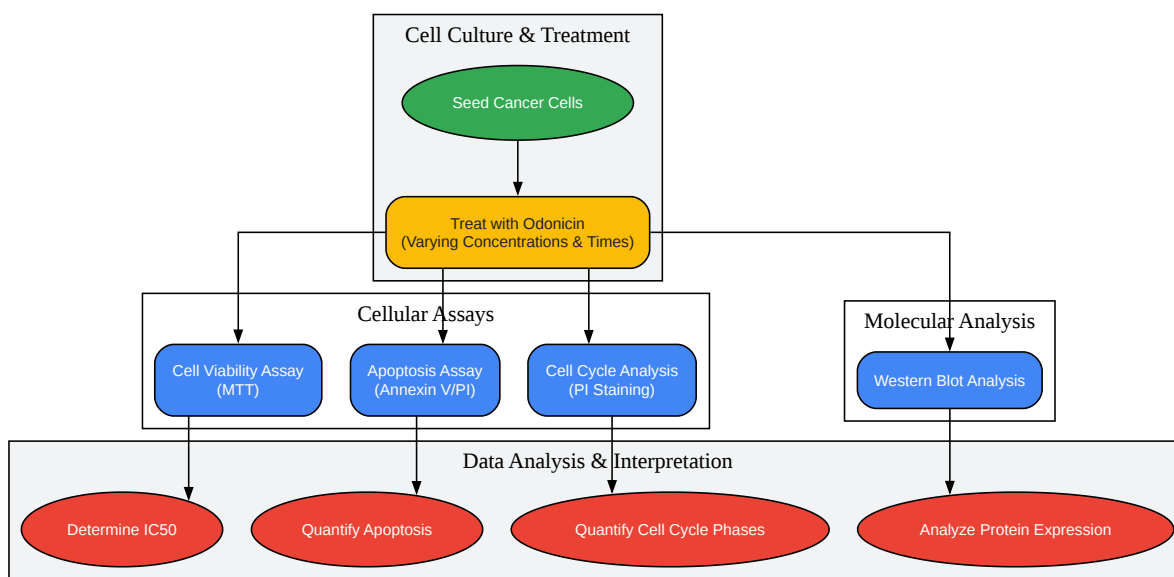 Cell Culture & Treatment
Seed Cancer Cells
Treat with Odonicin
(Varying Concentrations & Times)
Cellular Assays
Molecular Analysis
Cell Viability Assay
(MTT)
Apoptosis Assay
(Annexin V/PI)
Cell Cycle Analysis
(PI Staining)
Western Blot Analysis
Data Analysis & Interpretation
Determine IC50
Quantify Apoptosis
Quantify Cell Cycle Phases
Analyze Protein Expression